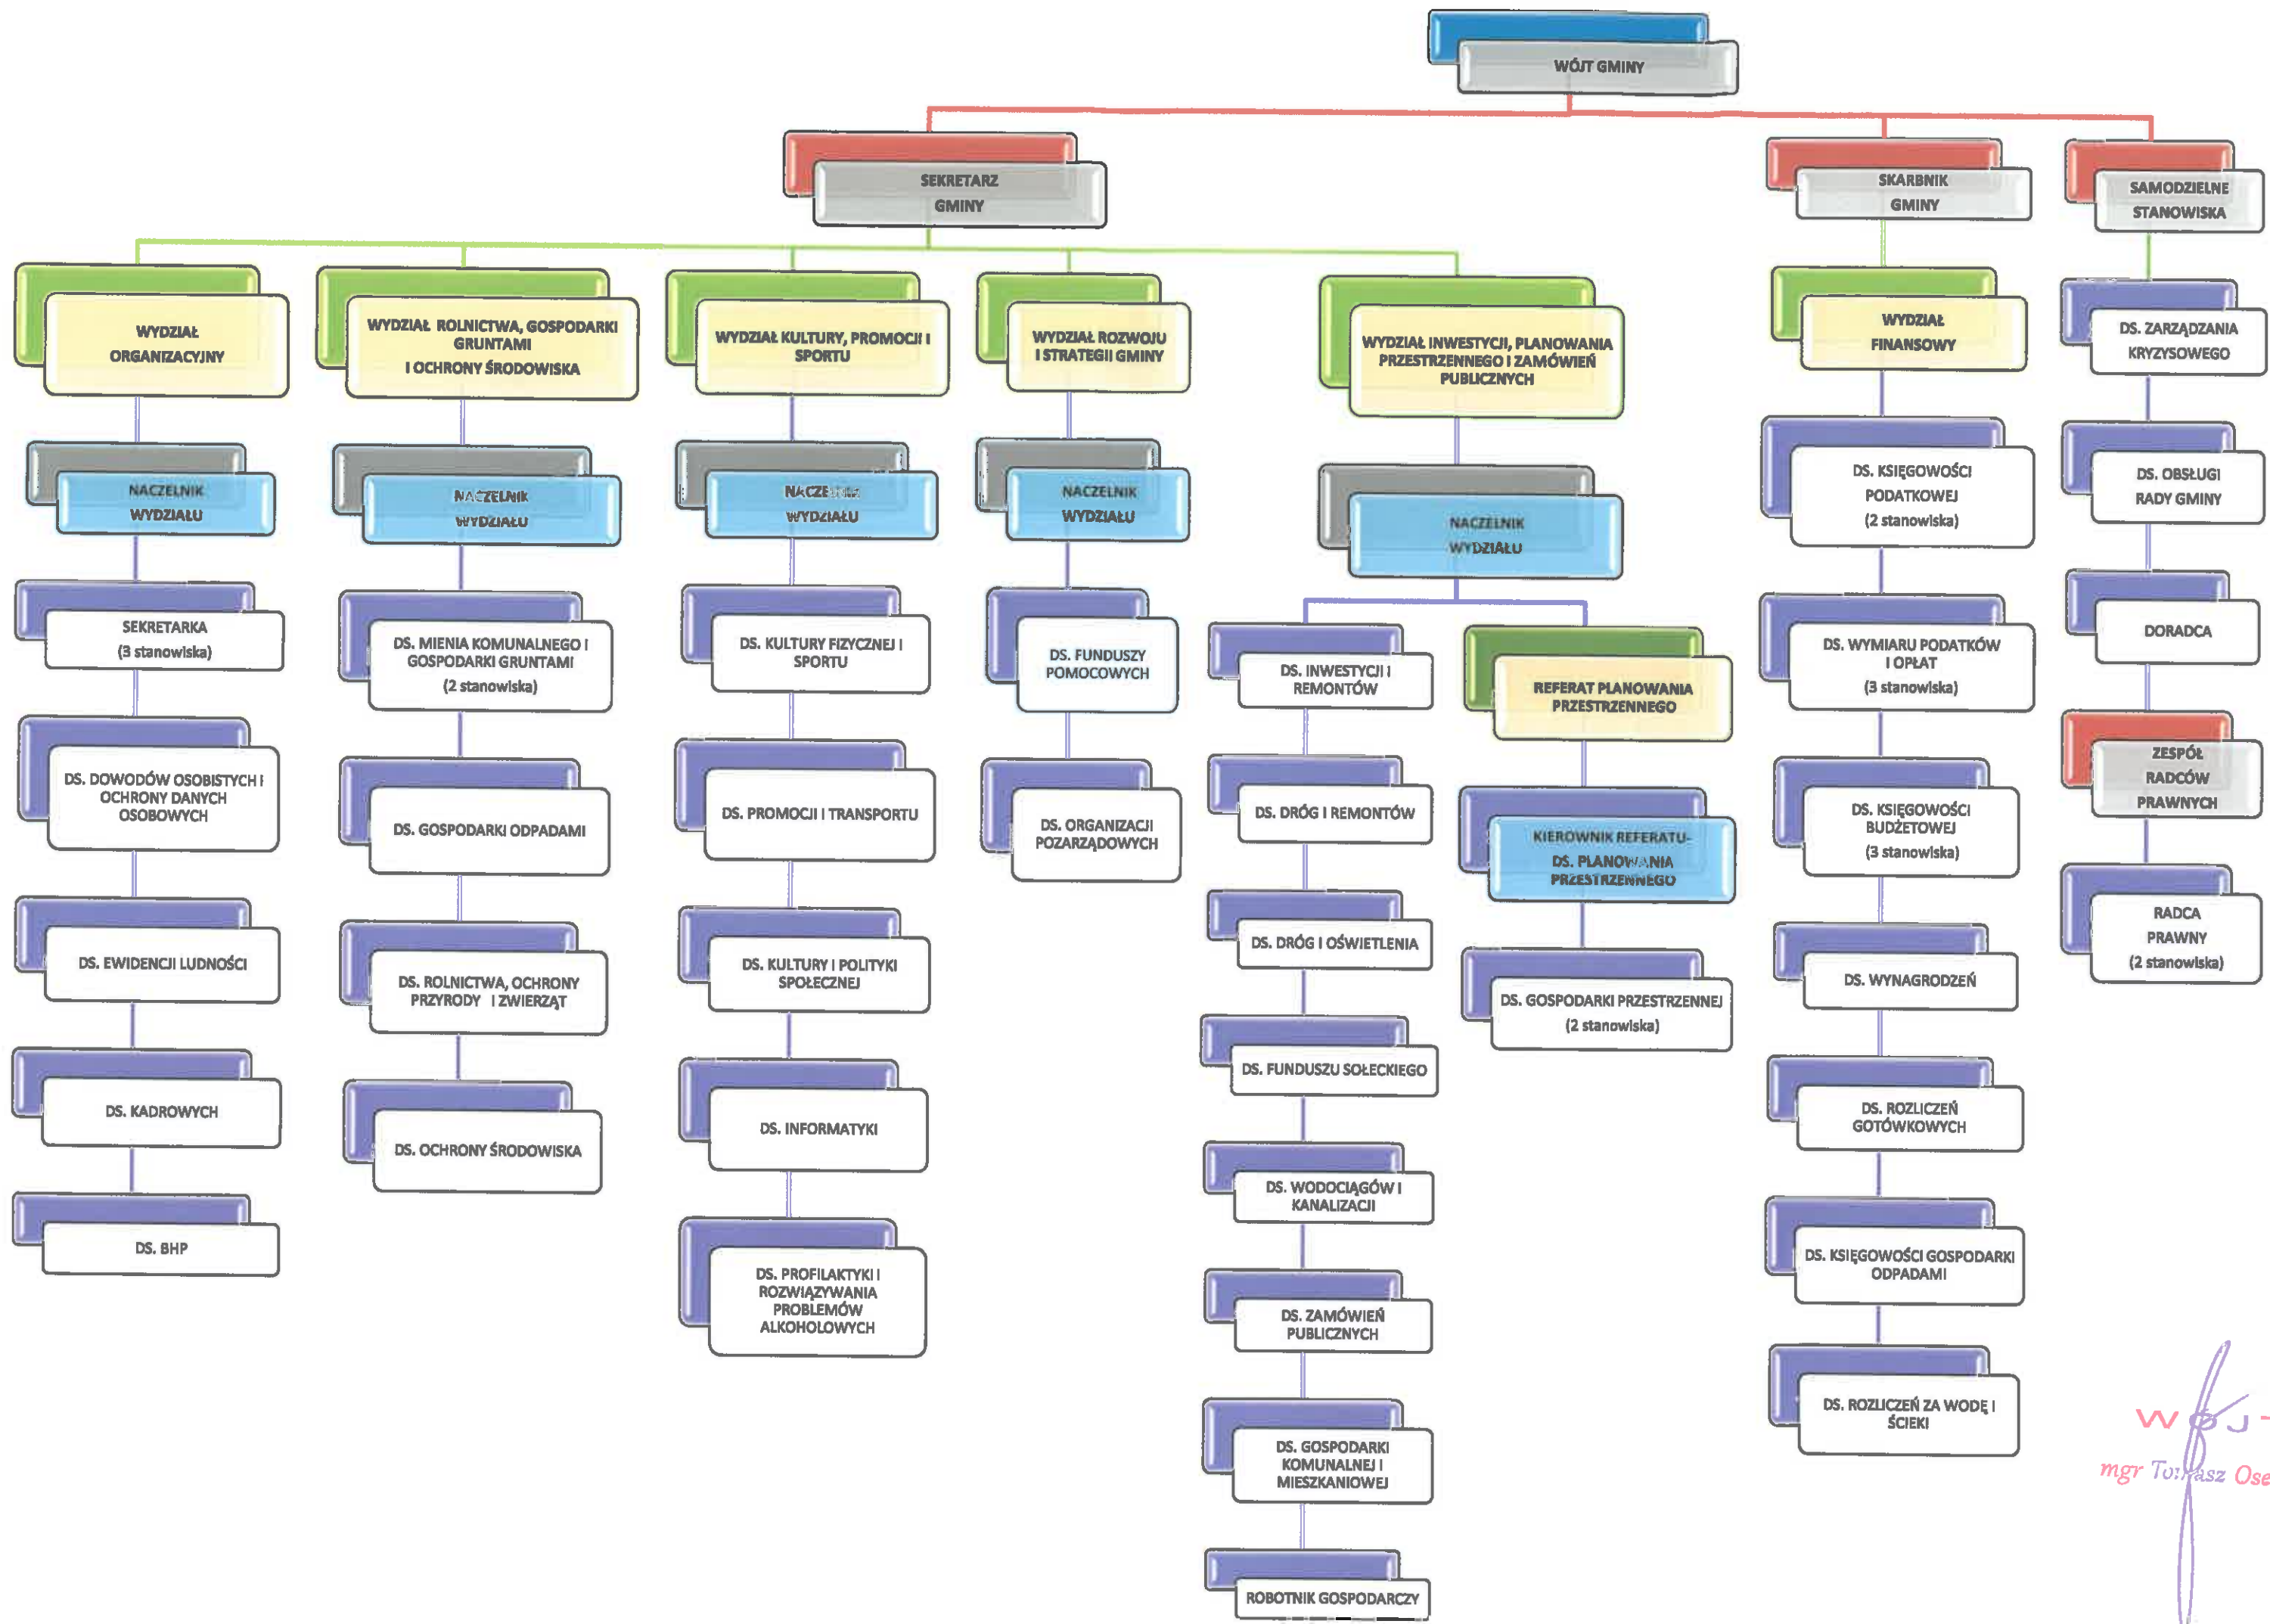 WÓJT GMINY
SEKRETARZ
GMINY
SKARBNIK
GMINY
SAMODZIELNE
STANOWISKA
WYDZIAŁ
ORGANIZACYJNY
NACZELNIK
WYDZIAŁU
SEKRETARKA
(3 stanowiska)
DS. DOWODÓW OSOBISTYCH I
OCHRONY DANYCH
OSOBOWYCH
DS. EWIDENCJI LUDNOŚCI
DS. KADROWYCH
DS. BHP
WYDZIAŁ ROLNICTWA, GOSPODARKI
GRUNTAMI
I OCHRONY ŚRODOWISKA
NACZELNIK
WYDZIAŁU
DS. MIENIA KOMUNALNEGO I
GOSPODARKI GRUNTAMI
(2 stanowiska)
DS. GOSPODARKI ODPADAMI
DS. ROLNICTWA, OCHRONY
PRZYRODY I ZWIERZĄT
DS. OCHRONY ŚRODOWISKA
WYDZIAŁ KULTURY, PROMOCJI I
SPORTU
NACZELNIK
WYDZIAŁU
DS. KULTURY FIZYCZNEJ I
SPORTU
DS. PROMOCJI I TRANSPORTU
DS. KULTURY I POLITYKI
SPOŁECZNEJ
DS. INFORMATYKI
DS. PROFILAKTYKI I
ROZWIĄZYWANIA
PROBLEMÓW
ALKOHOLOWYCH
WYDZIAŁ ROZWOJU
I STRATEGII GMINY
NACZELNIK
WYDZIAŁU
DS. FUNDUSZY
POMOCOWYCH
DS. ORGANIZACJI
POZARZĄDOWYCH
WYDZIAŁ INWESTYCJI, PLANOWANIA
PRZESTRZENNEGO I ZAMÓWIEŃ
PUBLICZNYCH
NACZELNIK
WYDZIAŁU
DS. INWESTYCJI I
REMONTÓW
DS. DRÓG I REMONTÓW
DS. DRÓG I OŚWIETLENIA
DS. FUNDUSZU SOŁECKIEGO
DS. WODOCIĄGÓW I
KANALIZACJI
DS. ZAMÓWIEŃ
PUBLICZNYCH
DS. GOSPODARKI
KOMUNALNEJ I
MIESZKANIOWEJ
ROBOTNIK GOSPODARCZY
REFERAT PLANOWANIA
PRZESTRZENNEGO
KIEROWNIK REFERATU-
DS. PLANOWANIA
PRZESTRZENNEGO
DS. GOSPODARKI PRZESTRZENNEJ
(2 stanowiska)
WYDZIAŁ
FINANSOWY
DS. KSIĘGOWOŚCI
PODATKOWEJ
(2 stanowiska)
DS. WYMIARU PODATKÓW
I OPŁAT
(3 stanowiska)
DS. KSIĘGOWOŚCI
BUDŻETOWEJ
(3 stanowiska)
DS. WYNAGRODZEŃ
DS. ROZLICZEŃ
GOTÓWKOWYCH
DS. KSIĘGOWOŚCI GOSPODARKI
ODPADAMI
DS. ROZLICZEŃ ZA WODĘ I
ŚCIEKI
DS. ZARZĄDZANIA
KRYZYSOWEGO
DS. OBSŁUGI
RADY GMINY
DORADCA
ZESPÓŁ
RADCÓW
PRAWNYCH
RADCA
PRAWNY
(2 stanowiska)
WÓJ
mgr Tomasz Ose